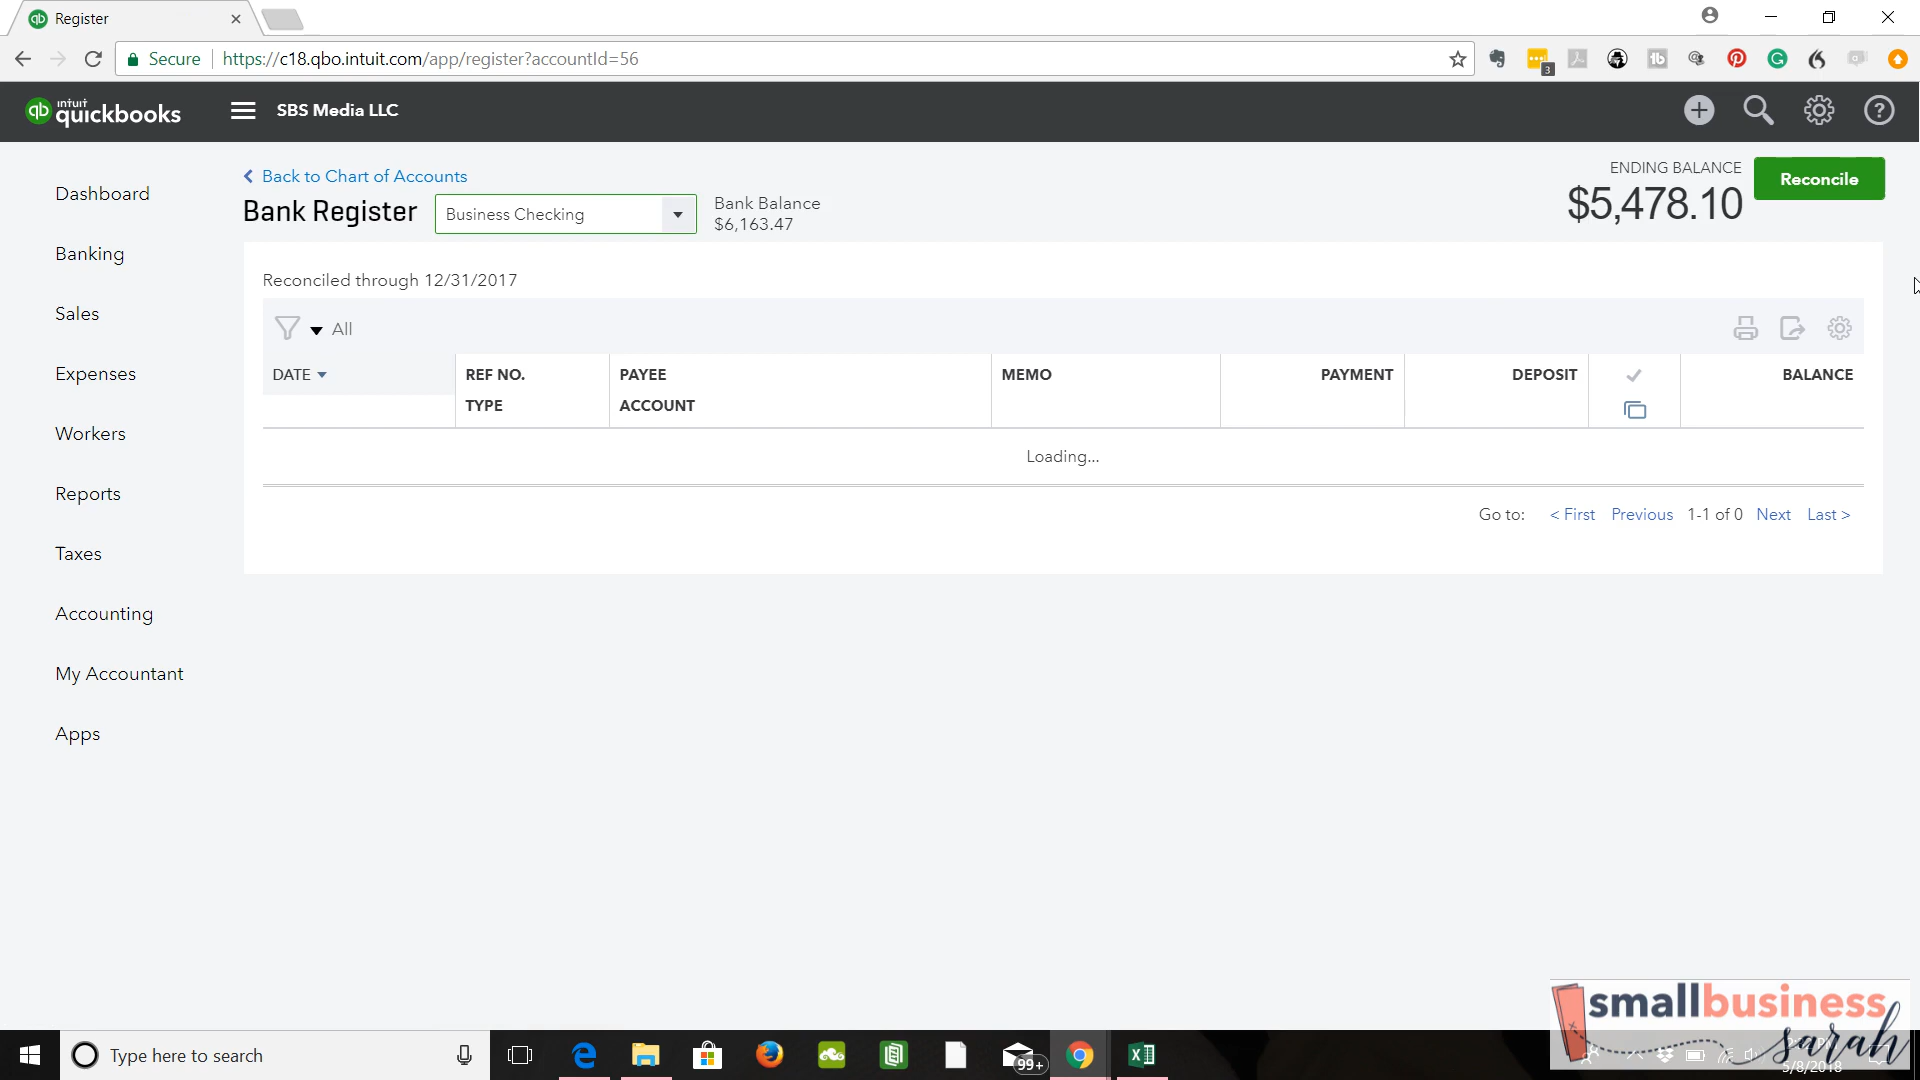 Register
Secure
https://c18.qbo.intuit.com/app/register?accountId=56
3
intuit
quickbooks
SBS Media LLC
Dashboard
Banking
Sales
Expenses
Workers
Reports
Taxes
Accounting
My Accountant
Apps
Back to Chart of Accounts
Bank Register
Business Checking
Bank Balance
$6,163.47
ENDING BALANCE
$5,478.10
Reconcile
Reconciled through 12/31/2017
All
DATE REF NO. PAYEE MEMO PAYMENT DEPOSIT BALANCE
TYPE ACCOUNT
Loading...
Go to: < First Previous 1-1 of 0 Next Last >
smallbusiness
sarah
Type here to search
99+
5/8/2018